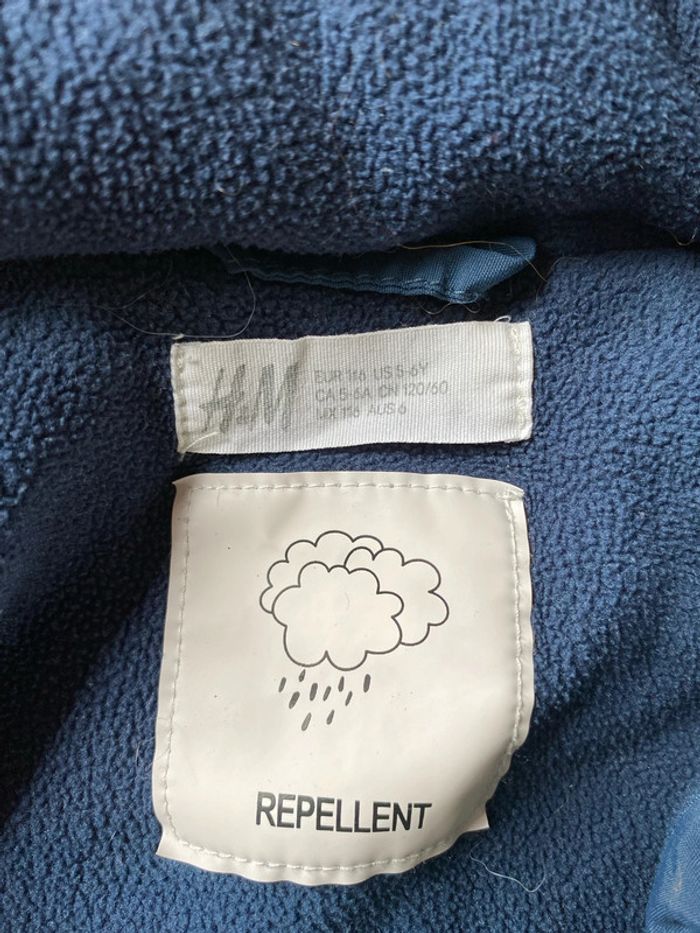 H&M
EUR 116 US 5-6Y
CA 5-6A CN 120/60
MX 116 AUS 6
REPELLENT